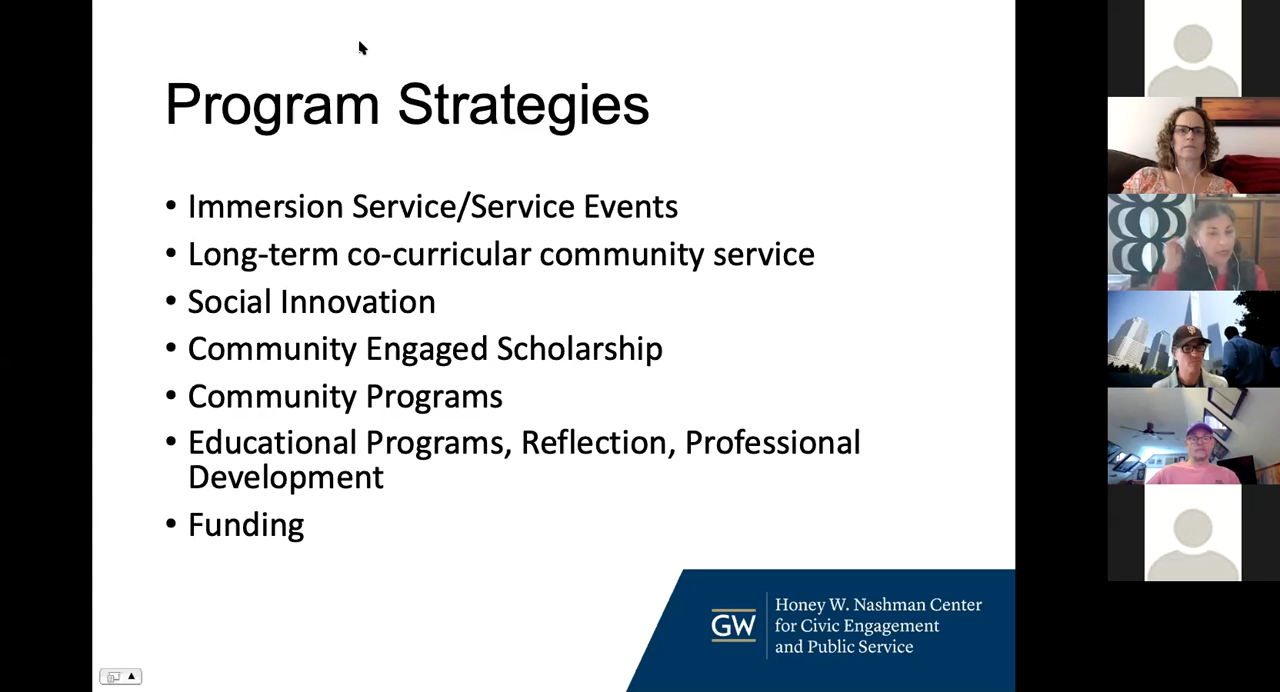 Program Strategies
• Immersion Service/Service Events
• Long-term co-curricular community service
• Social Innovation
• Community Engaged Scholarship
• Community Programs
• Educational Programs, Reflection, Professional
Development
• Funding
GW
Honey W. Nashman Center
for Civic Engagement
and Public Service